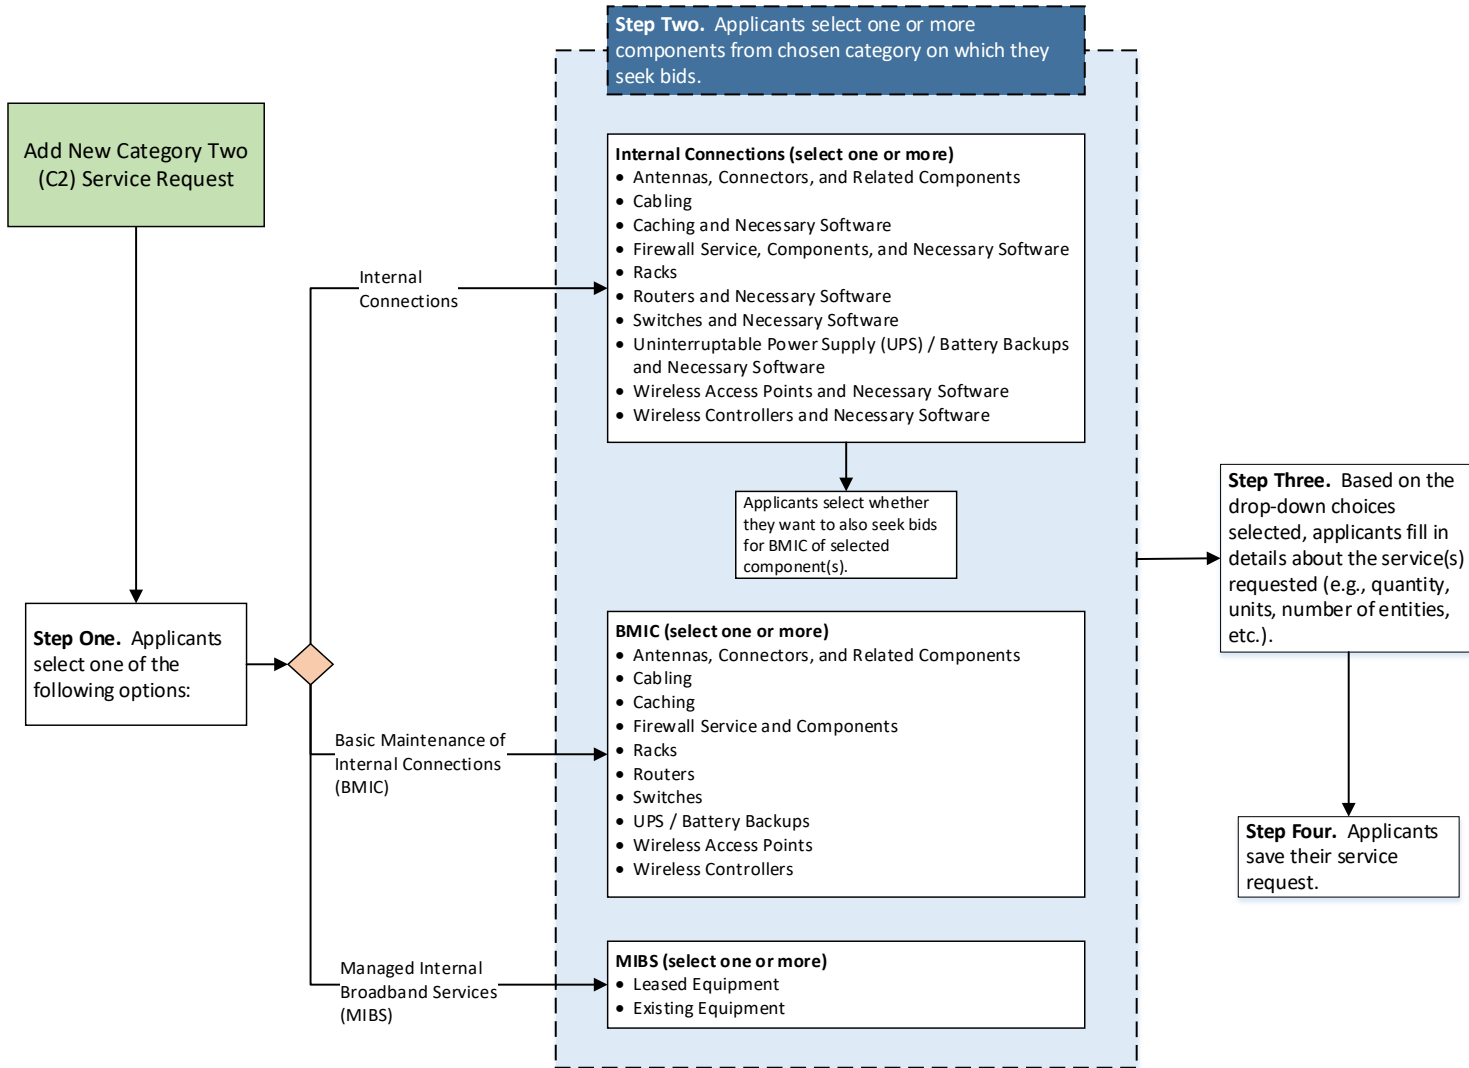 Add New Category Two
(C2) Service Request
Step One.  Applicants
select one of the
following options:
Internal
Connections
Basic Maintenance of
Internal Connections
(BMIC)
Managed Internal
Broadband Services
(MIBS)
Step Two.  Applicants select one or more
components from chosen category on which they
seek bids.
Internal Connections (select one or more)
• Antennas, Connectors, and Related Components
• Cabling
• Caching and Necessary Software
• Firewall Service, Components, and Necessary Software
• Racks
• Routers and Necessary Software
• Switches and Necessary Software
• Uninterruptable Power Supply (UPS) / Battery Backups
and Necessary Software
• Wireless Access Points and Necessary Software
• Wireless Controllers and Necessary Software
Applicants select whether
they want to also seek bids
for BMIC of selected
component(s).
BMIC (select one or more)
• Antennas, Connectors, and Related Components
• Cabling
• Caching
• Firewall Service and Components
• Racks
• Routers
• Switches
• UPS / Battery Backups
• Wireless Access Points
• Wireless Controllers
MIBS (select one or more)
• Leased Equipment
• Existing Equipment
Step Three.  Based on the
drop-down choices
selected, applicants fill in
details about the service(s)
requested (e.g., quantity,
units, number of entities,
etc.).
Step Four.  Applicants
save their service
request.